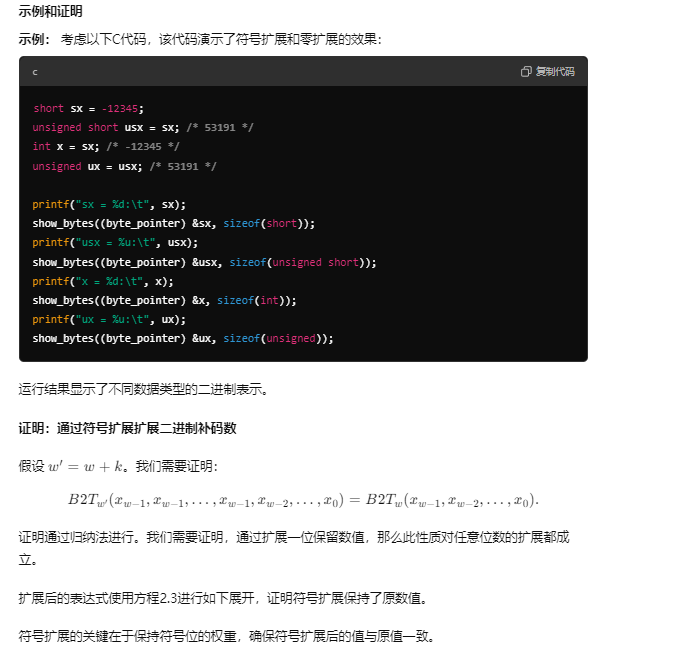 示例和证明
示例： 考虑以下C代码，该代码演示了符号扩展和零扩展的效果：
c 复制代码
short sx = -12345;
unsigned short usx = sx; /* 53191 */
int x = sx; /* -12345 */
unsigned ux = usx; /* 53191 */
printf("sx = %d:\t", sx);
show_bytes((byte_pointer) &sx, sizeof(short));
printf("usx = %u:\t", usx);
show_bytes((byte_pointer) &usx, sizeof(unsigned short));
printf("x = %d:\t", x);
show_bytes((byte_pointer) &x, sizeof(int));
printf("ux = %u:\t", ux);
show_bytes((byte_pointer) &ux, sizeof(unsigned));
运行结果显示了不同数据类型的二进制表示。
证明：通过符号扩展扩展二进制补码数
假设 w′ = w + k。我们需要证明：
B2T_{w′}(x_{w−1}, x_{w−1}, . . . , x_{w−1}, x_{w−2}, . . . , x_0) = B2T_w(x_{w−1}, x_{w−2}, . . . , x_0).
证明通过归纳法进行。我们需要证明，通过扩展一位保留数值，那么此性质对任意位数的扩展都成
立。
扩展后的表达式使用方程2.3进行如下展开，证明符号扩展保持了原数值。
符号扩展的关键在于保持符号位的权重，确保符号扩展后的值与原值一致。